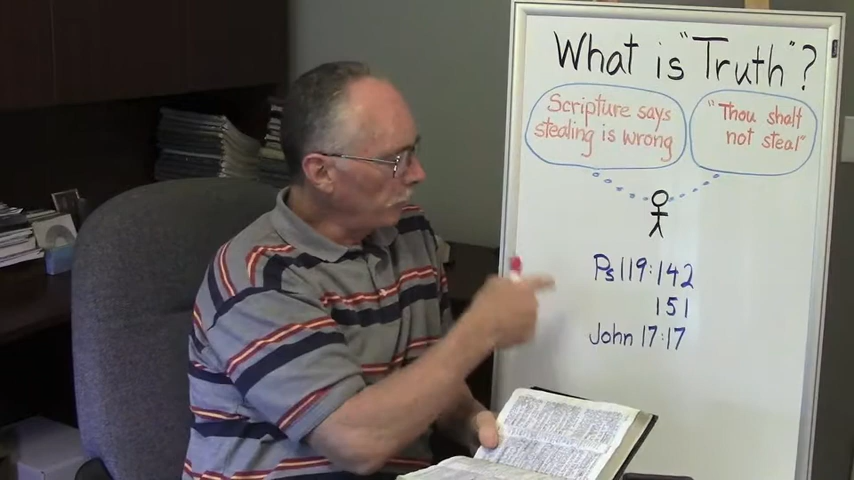 What is "Truth"?
Scripture says
stealing is wrong
"Thou shalt
not steal"
Ps 119:142
151
John 17:17